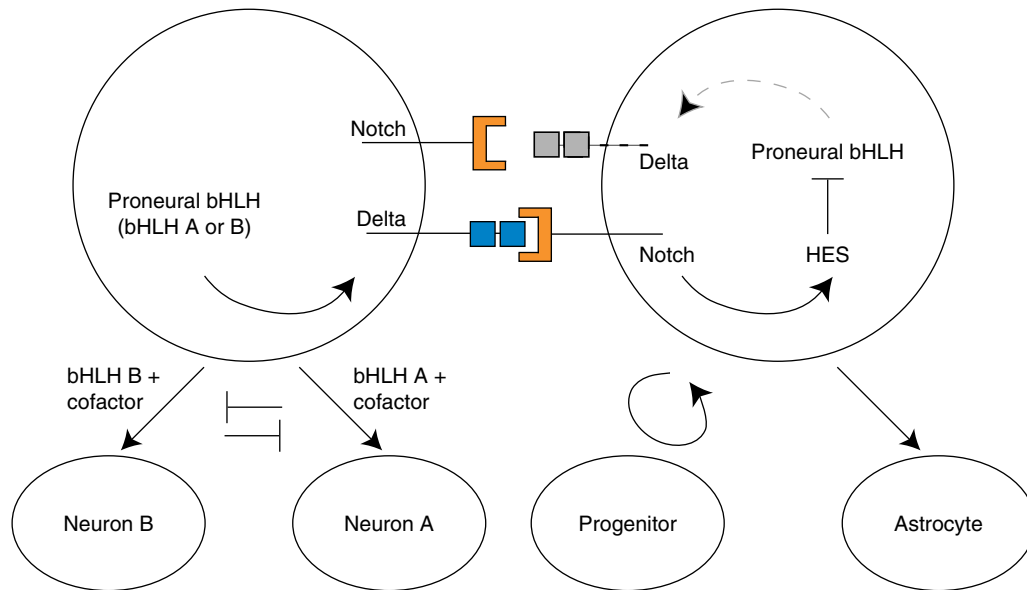 Notch
Delta
Proneural bHLH
Proneural bHLH
(bHLH A or B)
Delta
Notch
HES
bHLH B +
cofactor
bHLH A +
cofactor
Neuron B
Neuron A
Progenitor
Astrocyte